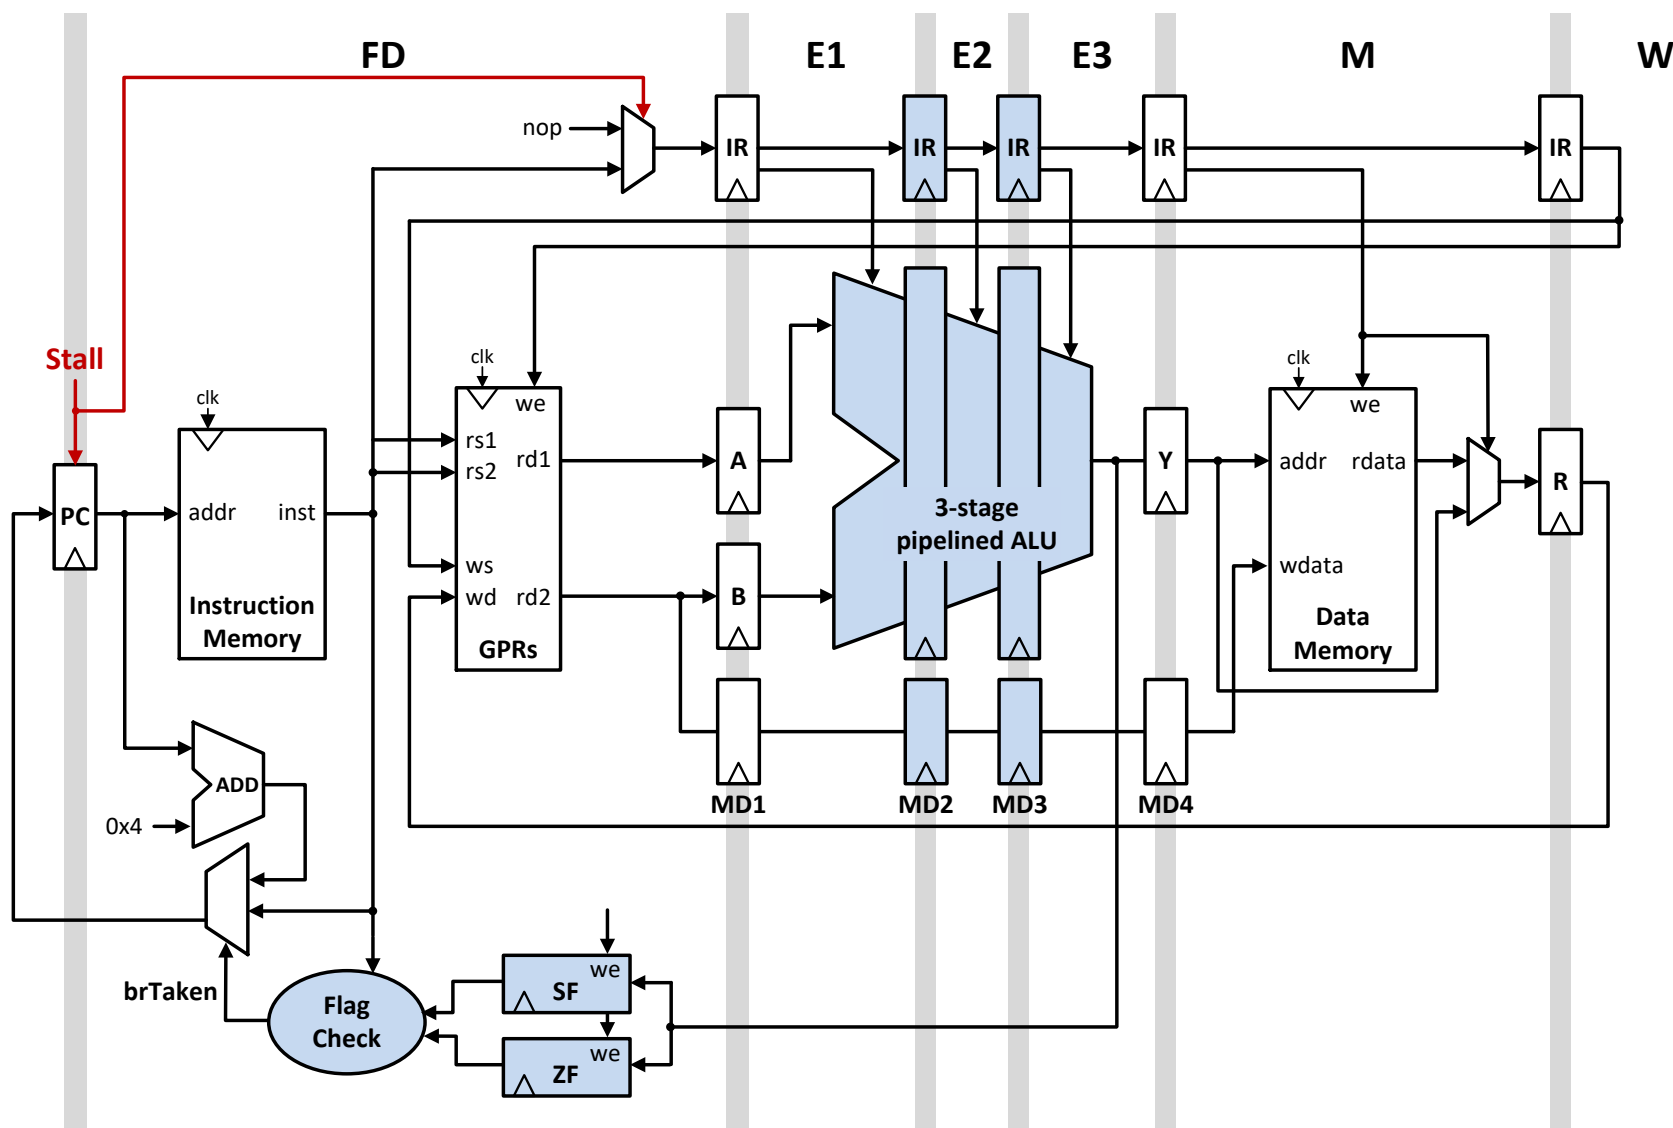 FD
E1
E2
E3
M
W
nop
IR
IR
IR
IR
IR
Stall
clk
clk
clk
we
we
rs1
rs2
rd1
A
Y
addr
rdata
R
PC
addr
inst
3-stage
pipelined ALU
ws
wd
rd2
B
wdata
Instruction
Memory
GPRs
Data
Memory
ADD
0x4
MD1
MD2
MD3
MD4
brTaken
Flag
Check
we
SF
we
ZF